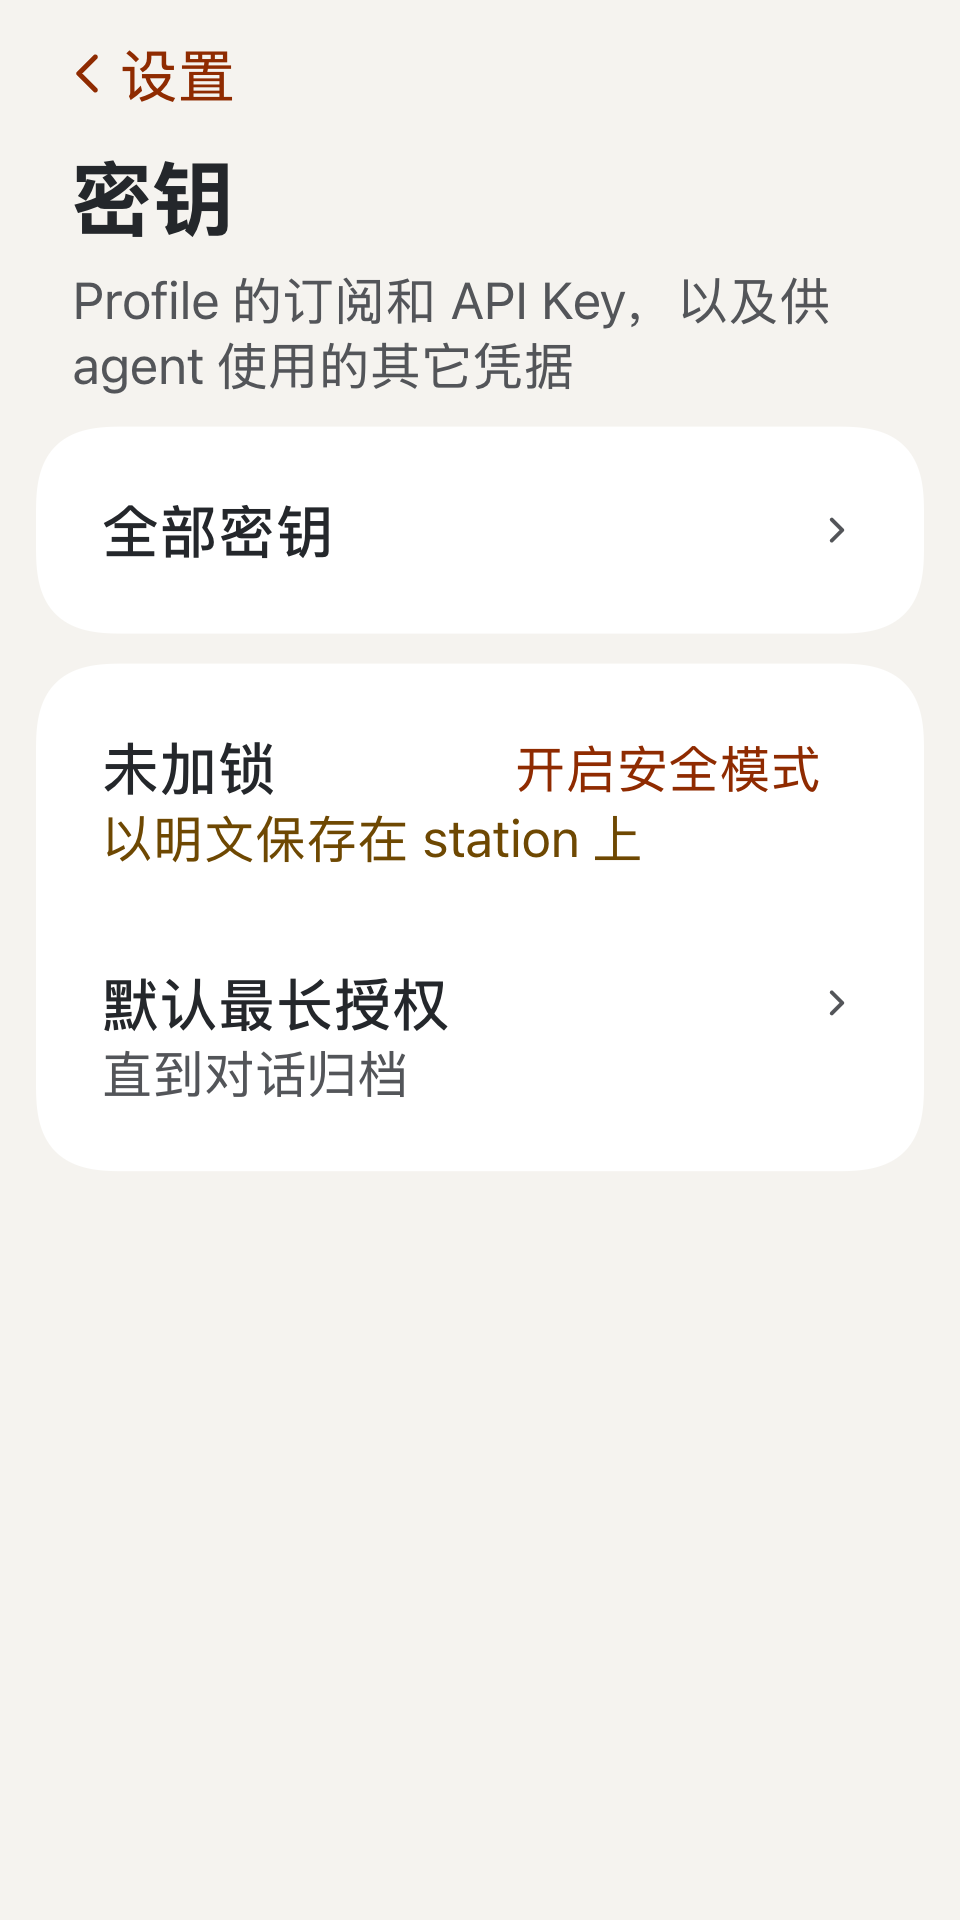 设置
密钥
Profile 的订阅和 API Key，以及供
agent 使用的其它凭据
全部密钥
未加锁
开启安全模式
以明文保存在 station 上
默认最长授权
直到对话归档